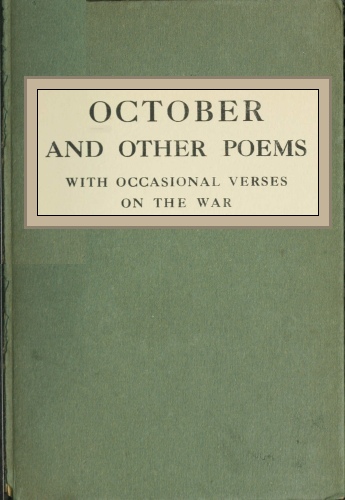 OCTOBER
AND OTHER POEMS
WITH OCCASIONAL VERSES
ON THE WAR